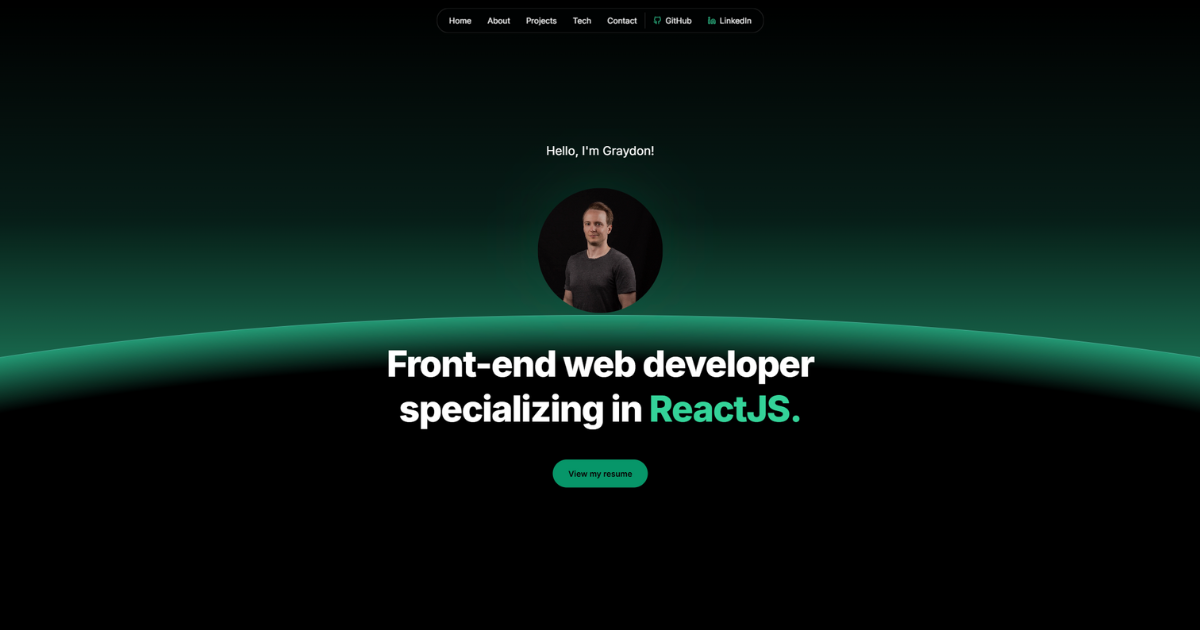 Home About Projects Tech Contact GitHub LinkedIn
Hello, I'm Graydon!
Front-end web developer
specializing in ReactJS.
View my resume